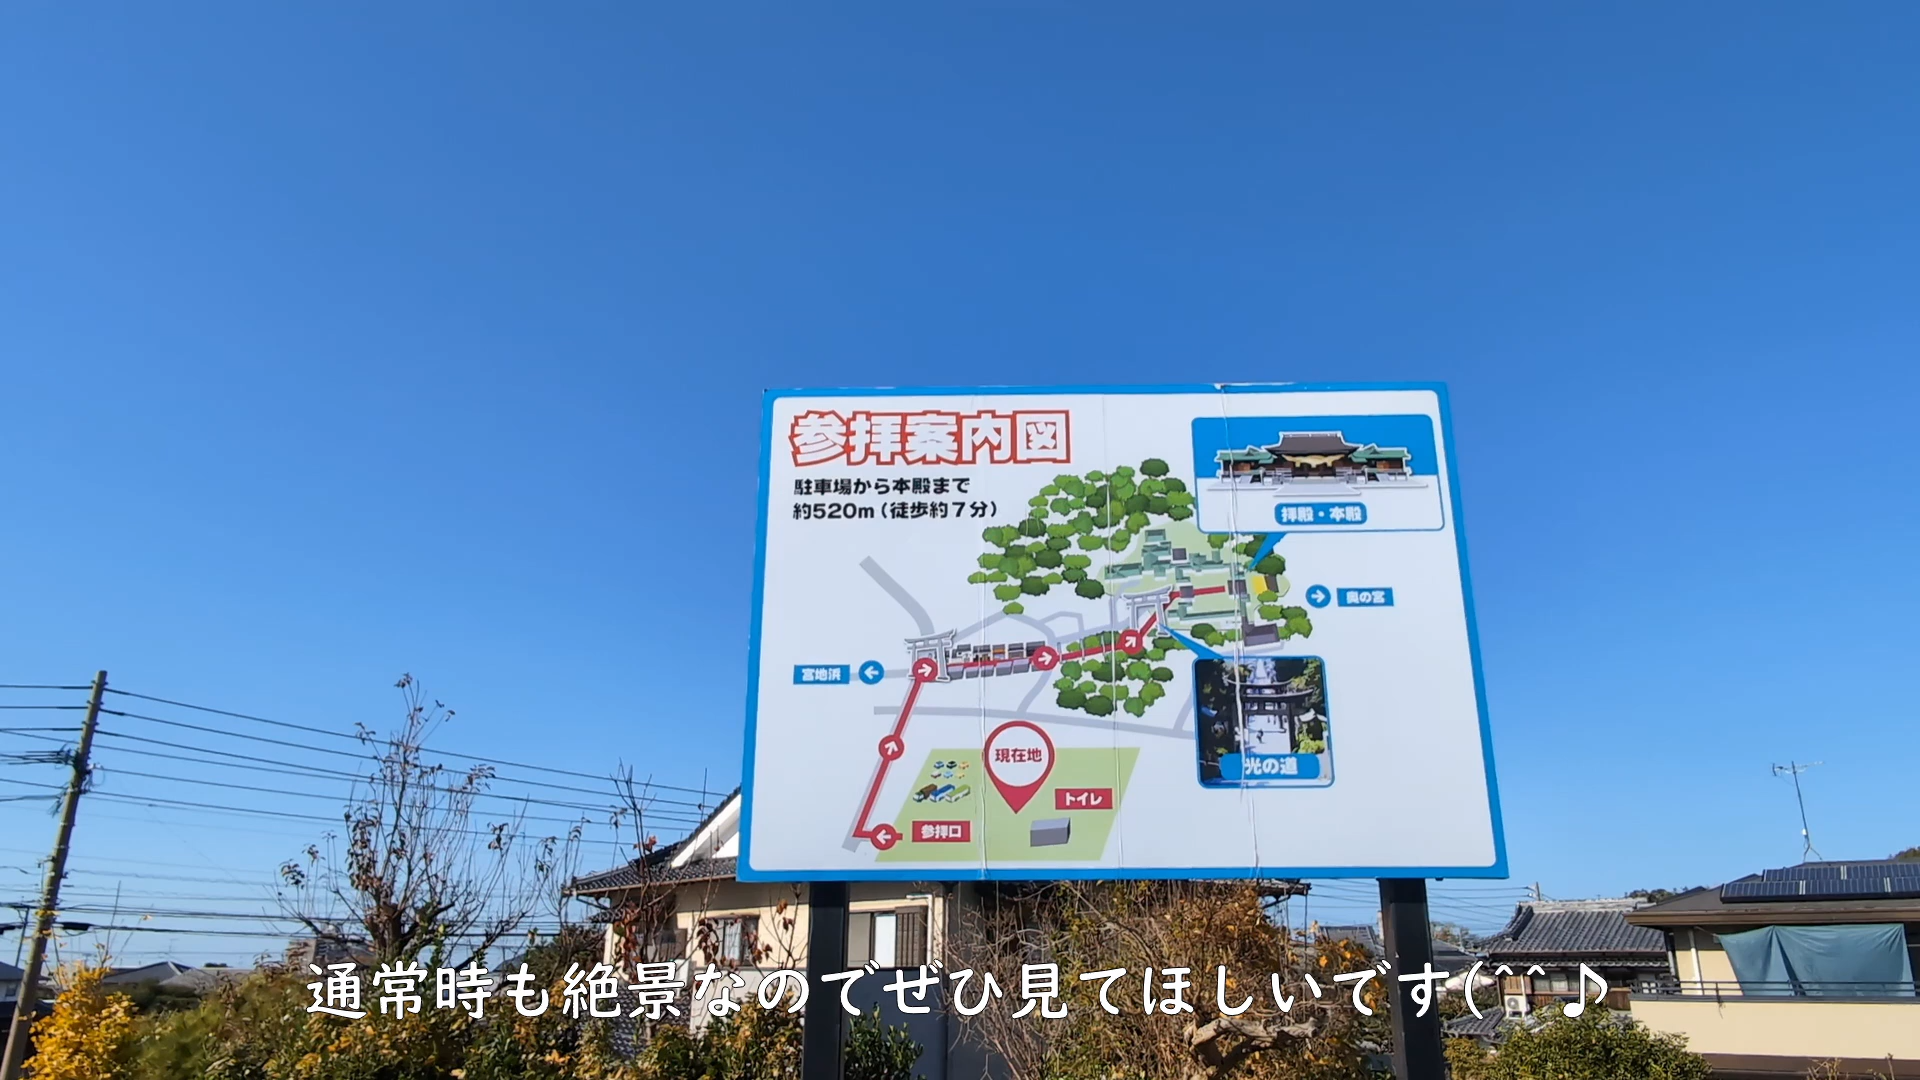 参拝案内図
駐車場から本殿まで
約520m（徒歩約7分）
拝殿・本殿
奥の宮
宮地浜
光の道
現在地
トイレ
参拝口
通常時も絶景なのでぜひ見てほしいです(^^♪